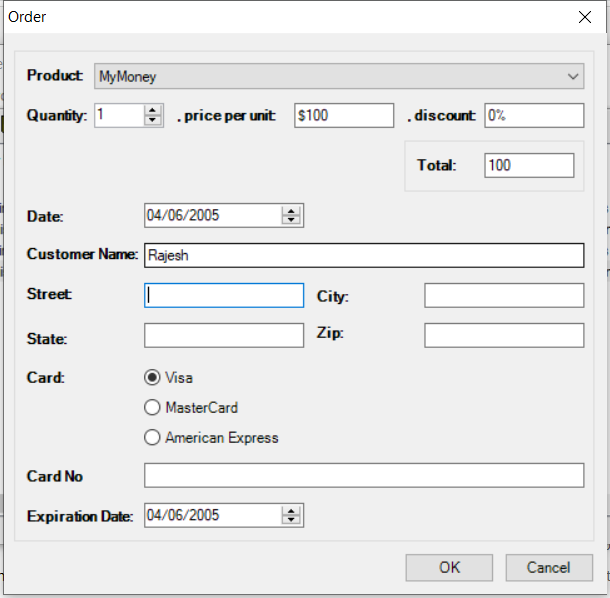 Order
Product: MyMoney
Quantity: 1 . price per unit: $100 . discount: 0%
Total: 100
Date: 04/06/2005
Customer Name: Rajesh
Street: City:
State: Zip:
Card: Visa
MasterCard
American Express
Card No
Expiration Date: 04/06/2005
OK Cancel